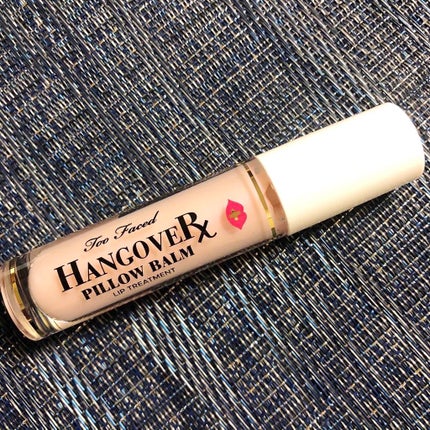 Too Faced
HANGOVERx
PILLOW BALM
LIP TREATMENT